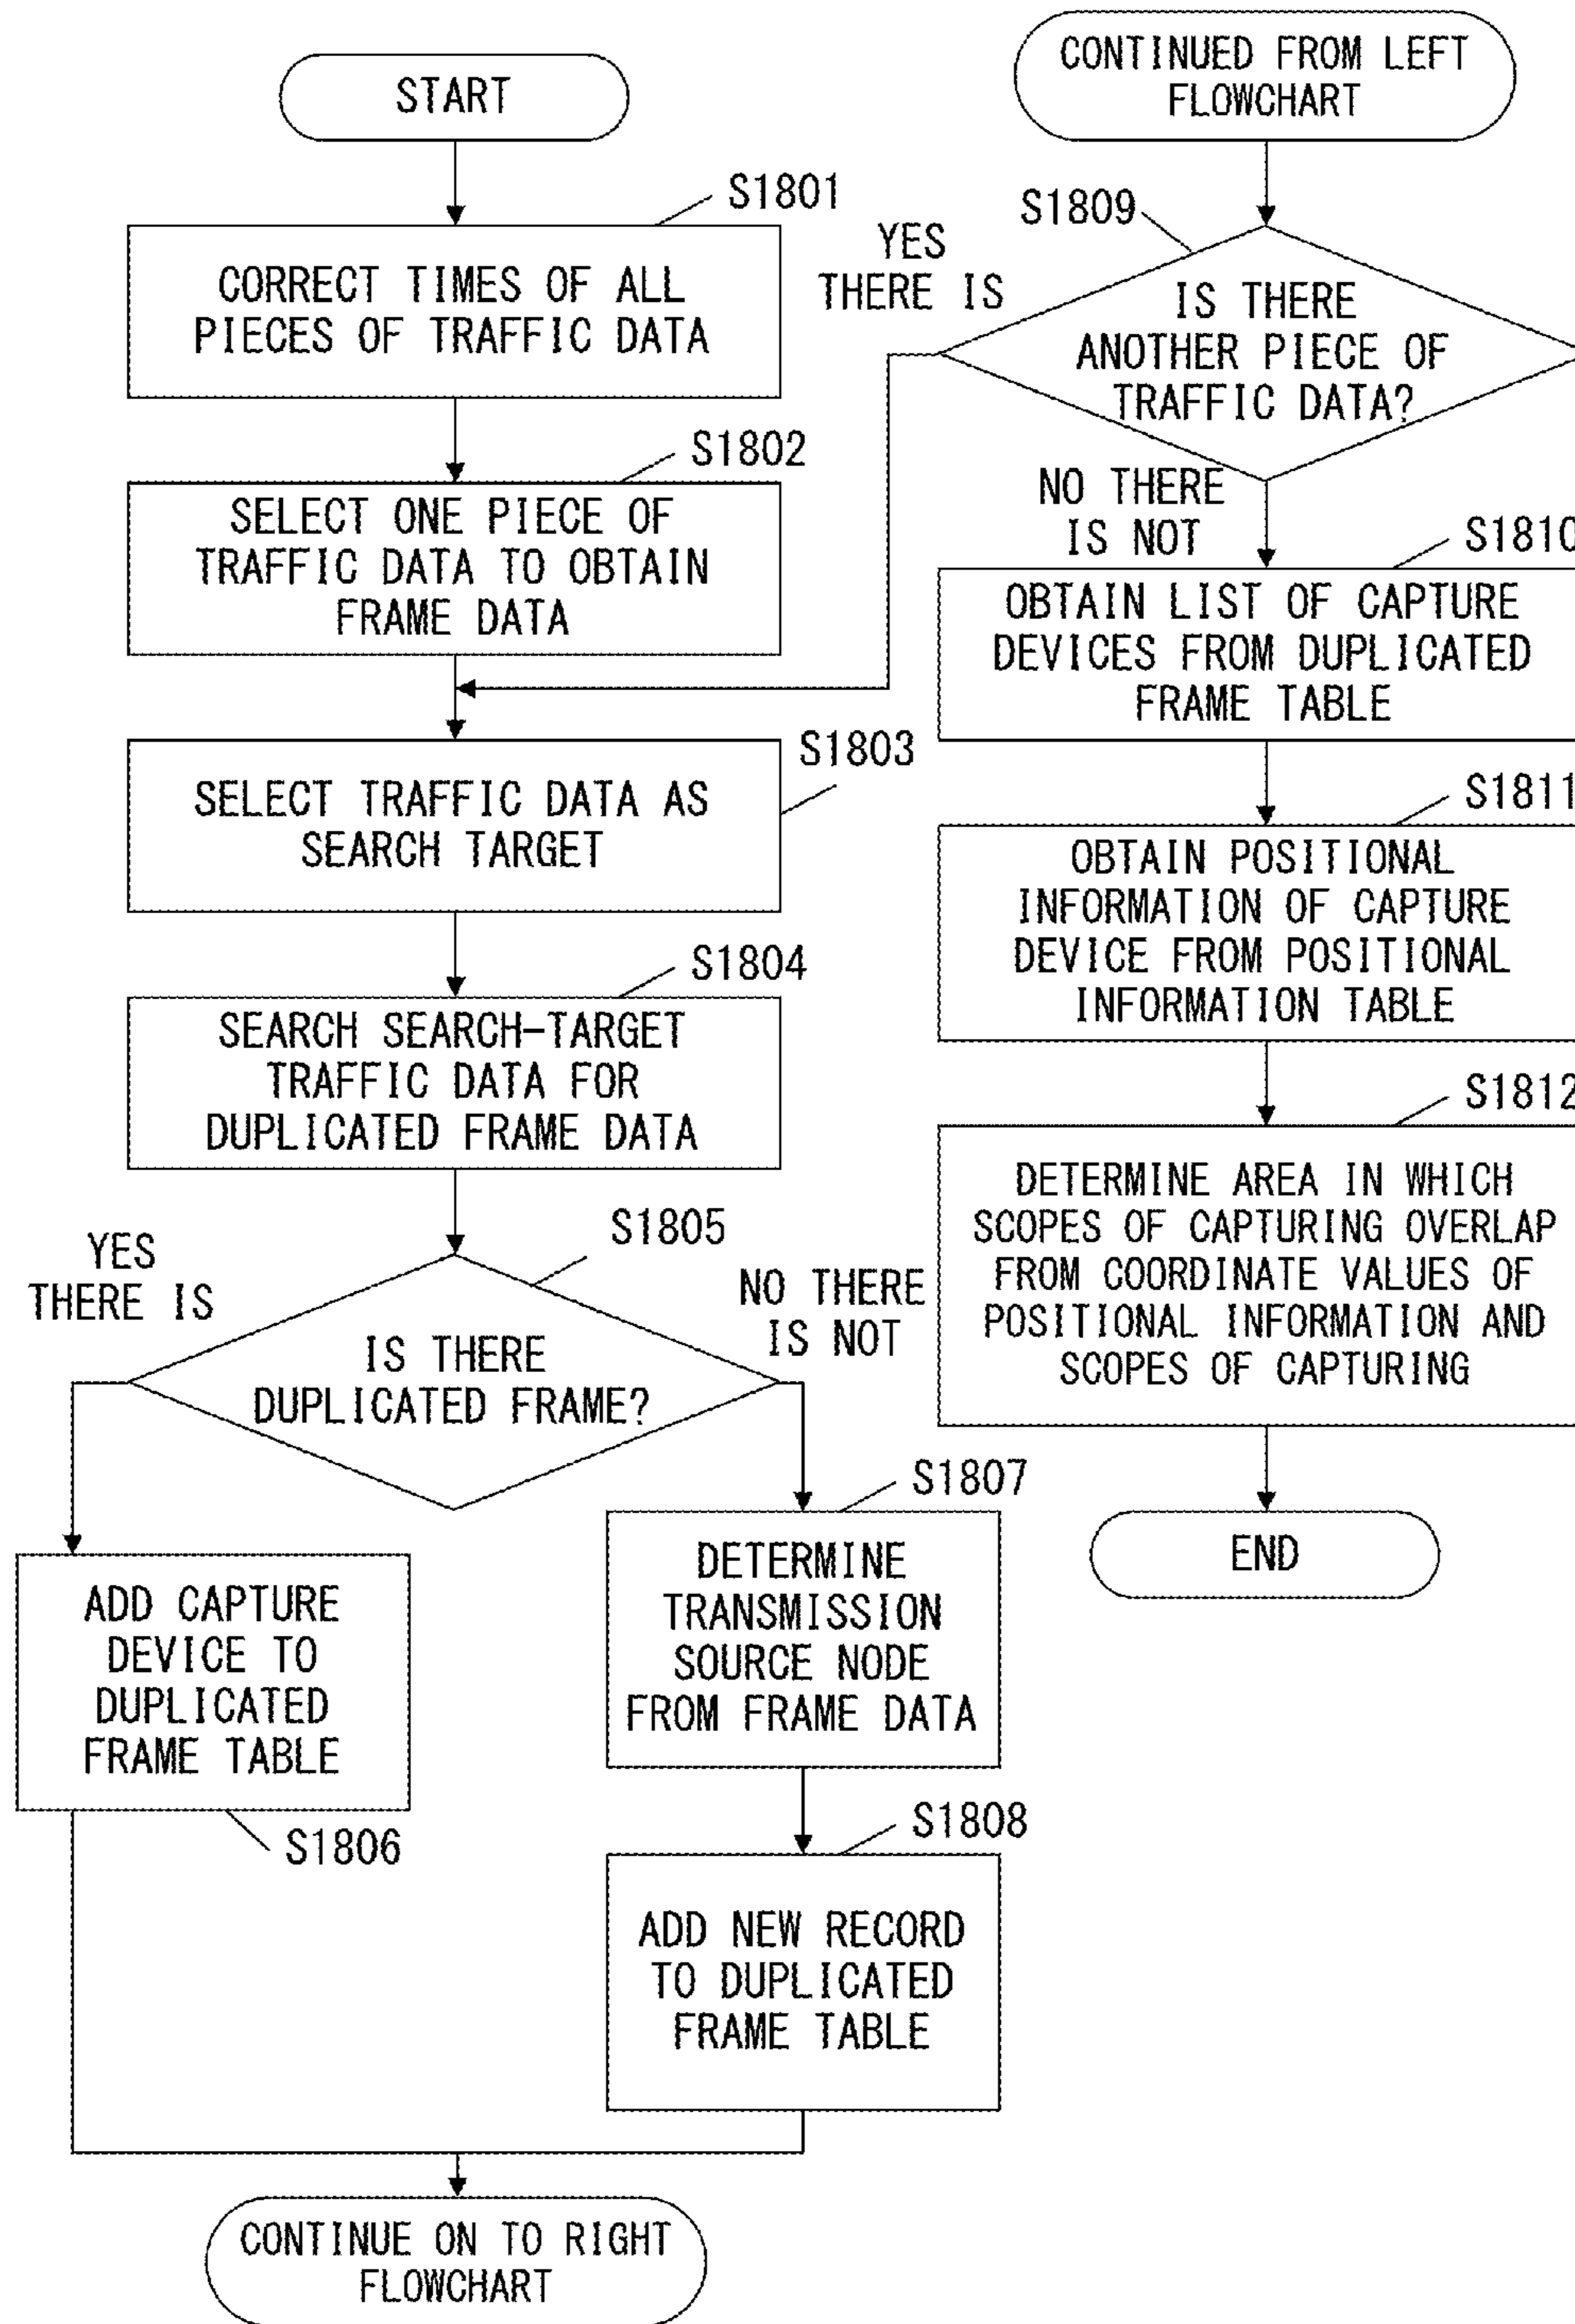 START
S1801
CORRECT TIMES OF ALL
PIECES OF TRAFFIC DATA
S1802
SELECT ONE PIECE OF
TRAFFIC DATA TO OBTAIN
FRAME DATA
S1803
SELECT TRAFFIC DATA AS
SEARCH TARGET
S1804
SEARCH SEARCH-TARGET
TRAFFIC DATA FOR
DUPLICATED FRAME DATA
S1805
YES
THERE IS
NO THERE
IS NOT
IS THERE
DUPLICATED FRAME?
ADD CAPTURE
DEVICE TO
DUPLICATED
FRAME TABLE
S1806
S1807
DETERMINE
TRANSMISSION
SOURCE NODE
FROM FRAME DATA
S1808
ADD NEW RECORD
TO DUPLICATED
FRAME TABLE
CONTINUE ON TO RIGHT
FLOWCHART
CONTINUED FROM LEFT
FLOWCHART
S1809
YES
THERE IS
IS THERE
ANOTHER PIECE OF
TRAFFIC DATA?
NO THERE
IS NOT
S1810
OBTAIN LIST OF CAPTURE
DEVICES FROM DUPLICATED
FRAME TABLE
S1811
OBTAIN POSITIONAL
INFORMATION OF CAPTURE
DEVICE FROM POSITIONAL
INFORMATION TABLE
S1812
DETERMINE AREA IN WHICH
SCOPES OF CAPTURING OVERLAP
FROM COORDINATE VALUES OF
POSITIONAL INFORMATION AND
SCOPES OF CAPTURING
END